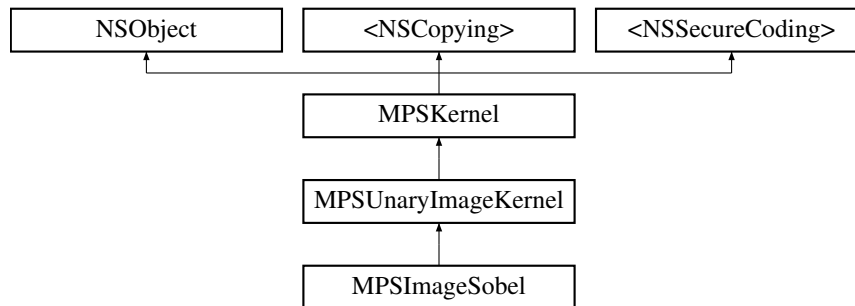 NSObject
<NSCopying>
<NSSecureCoding>
MPSKernel
MPSUnaryImageKernel
MPSImageSobel